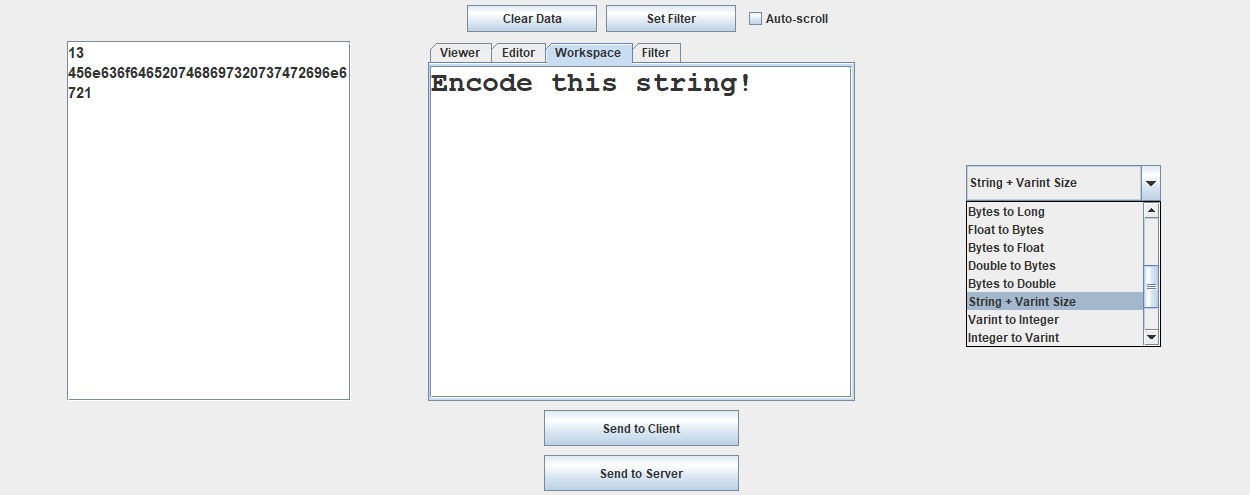 Clear Data
Set Filter
Auto-scroll
13
456e636f6465207468697320737472696e6
721
Viewer
Editor
Workspace
Filter
Encode this string!
String + Varint Size
Bytes to Long
Float to Bytes
Bytes to Float
Double to Bytes
Bytes to Double
String + Varint Size
Varint to Integer
Integer to Varint
Send to Client
Send to Server